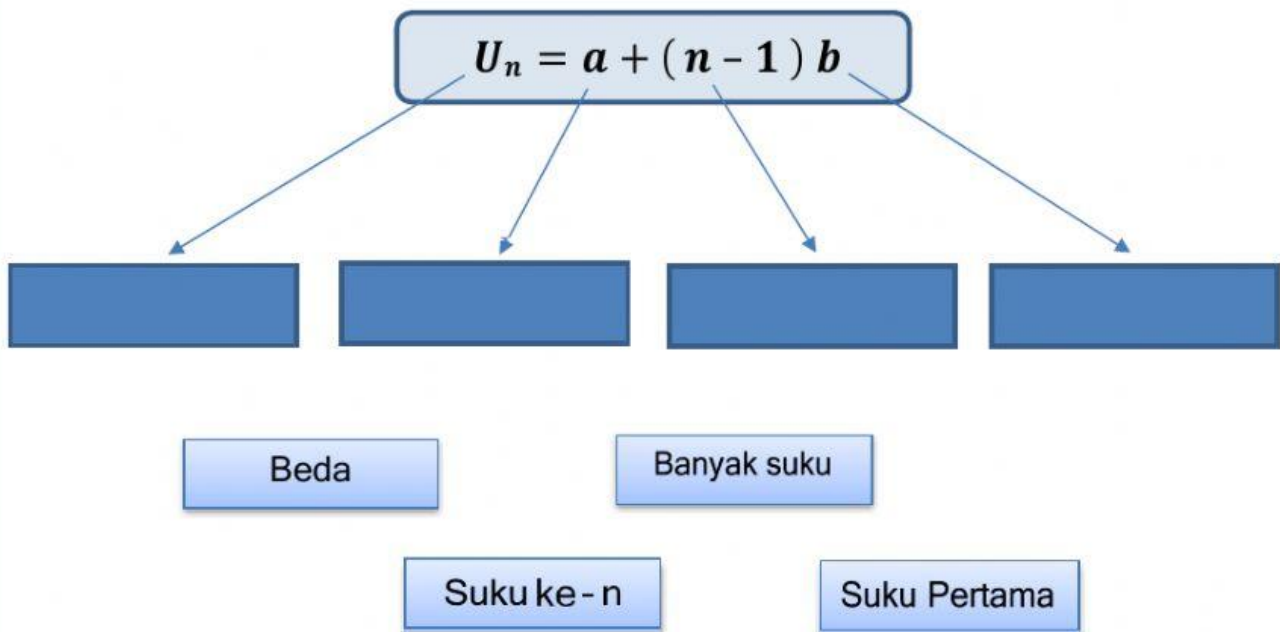 Uₙ = a + ( n - 1 ) b
Beda
Banyak suku
Suku ke - n
Suku Pertama